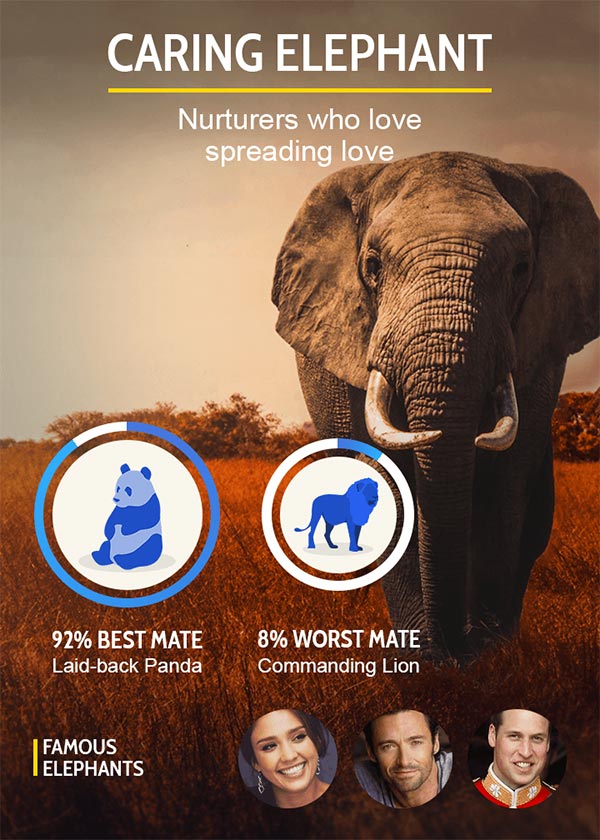 CARING ELEPHANT
Nurturers who love
spreading love
92% BEST MATE
Laid-back Panda
8% WORST MATE
Commanding Lion
FAMOUS
ELEPHANTS